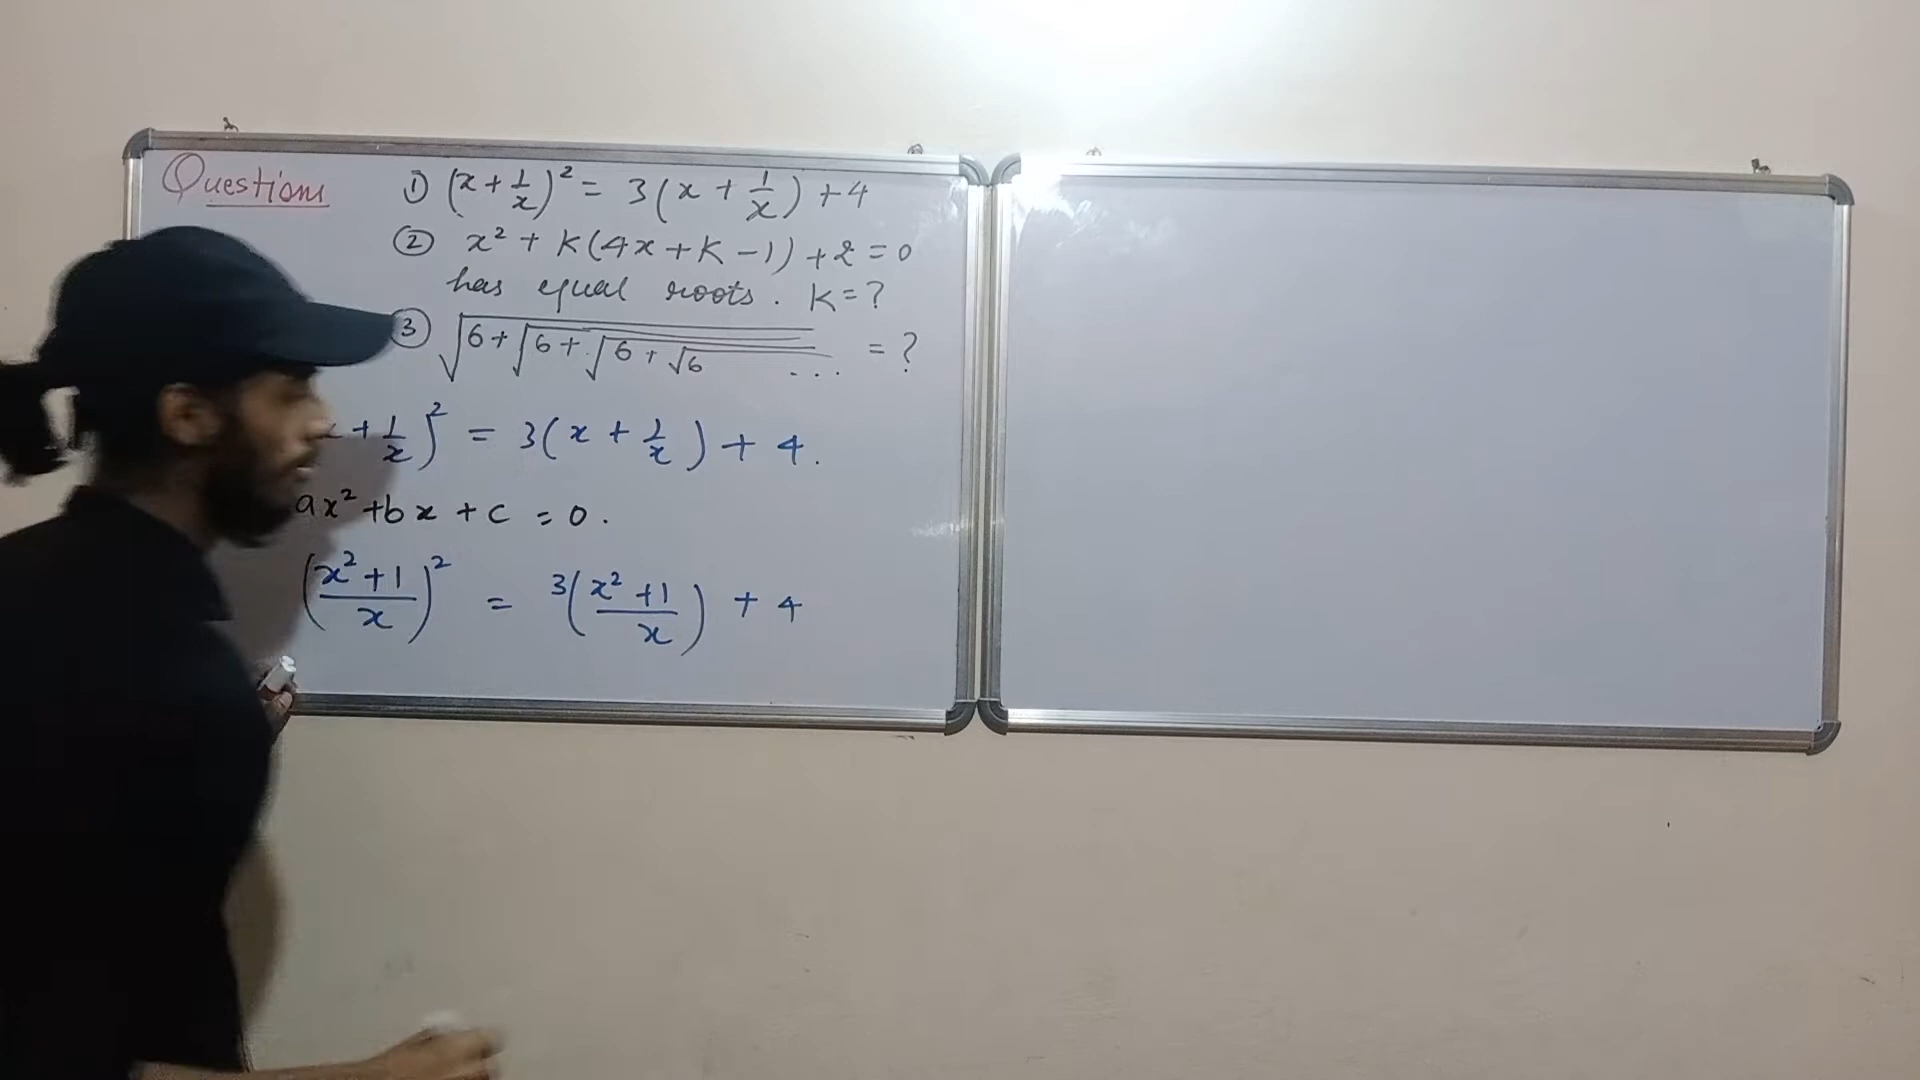 Questions
① (x + 1/x)² = 3(x + 1/x) + 4
② x² + K(4x + K - 1) + 2 = 0
has equal roots. K = ?
③ √(6 + √(6 + √(6 + √6 ... = ?
+ 1/x)² = 3(x + 1/x) + 4.
ax² + bx + c = 0.
((x² + 1)/x)² = 3((x² + 1)/x) + 4